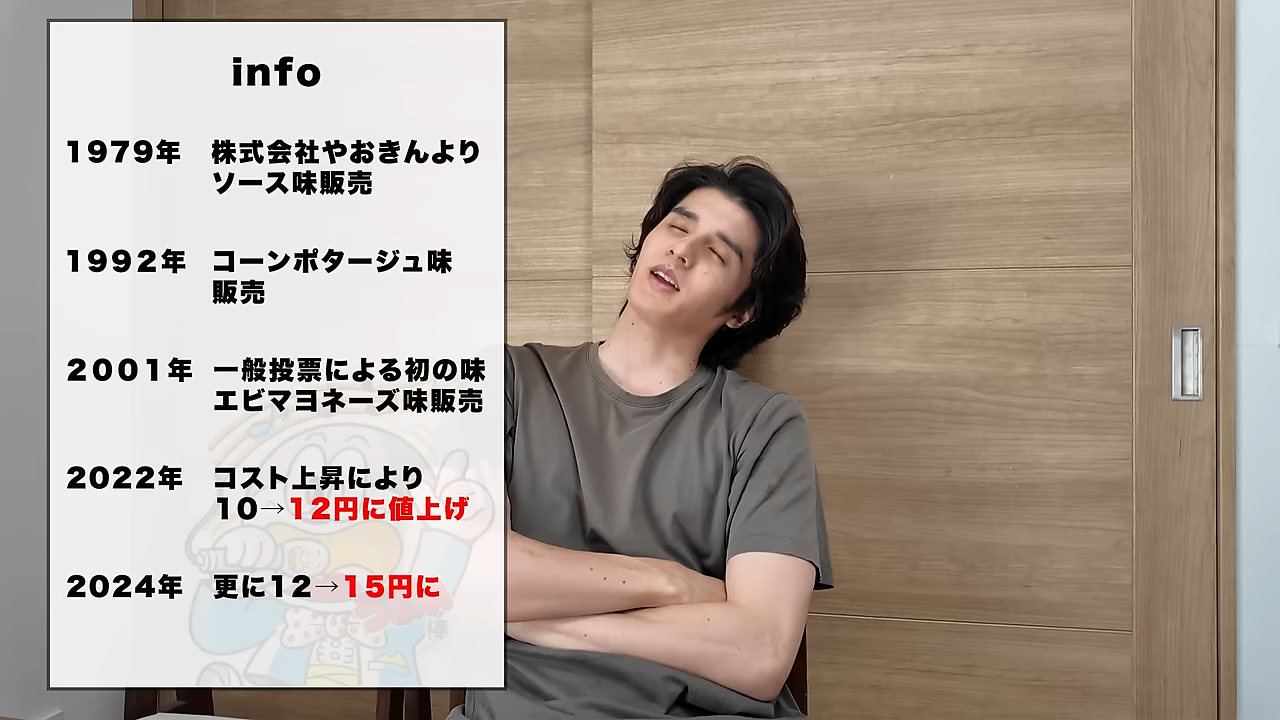 info
1979年 株式会社やおきんより
ソース味販売
1992年 コーンポタージュ味
販売
2001年 一般投票による初の味
エビマヨネーズ味販売
2022年 コスト上昇により
10→12円に値上げ
2024年 更に12→15円に
棒